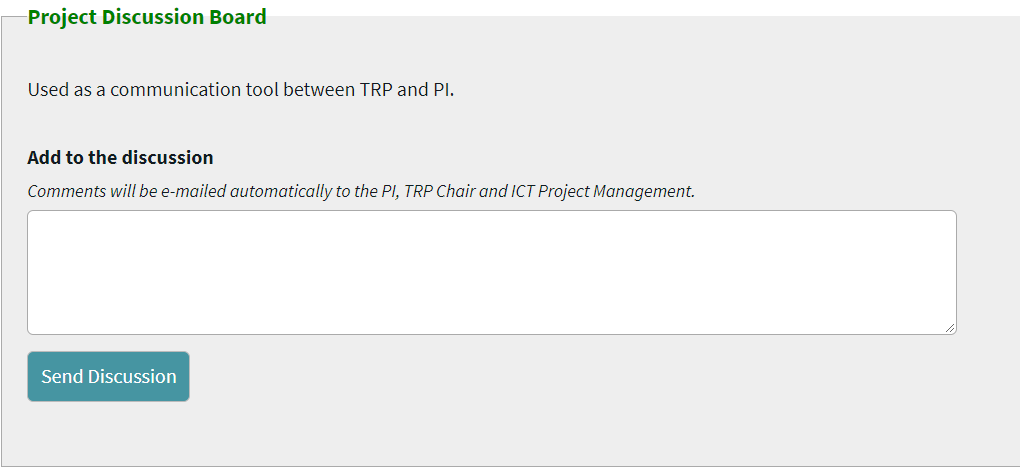 Project Discussion Board
Used as a communication tool between TRP and PI.
Add to the discussion
Comments will be e-mailed automatically to the PI, TRP Chair and ICT Project Management.
Send Discussion